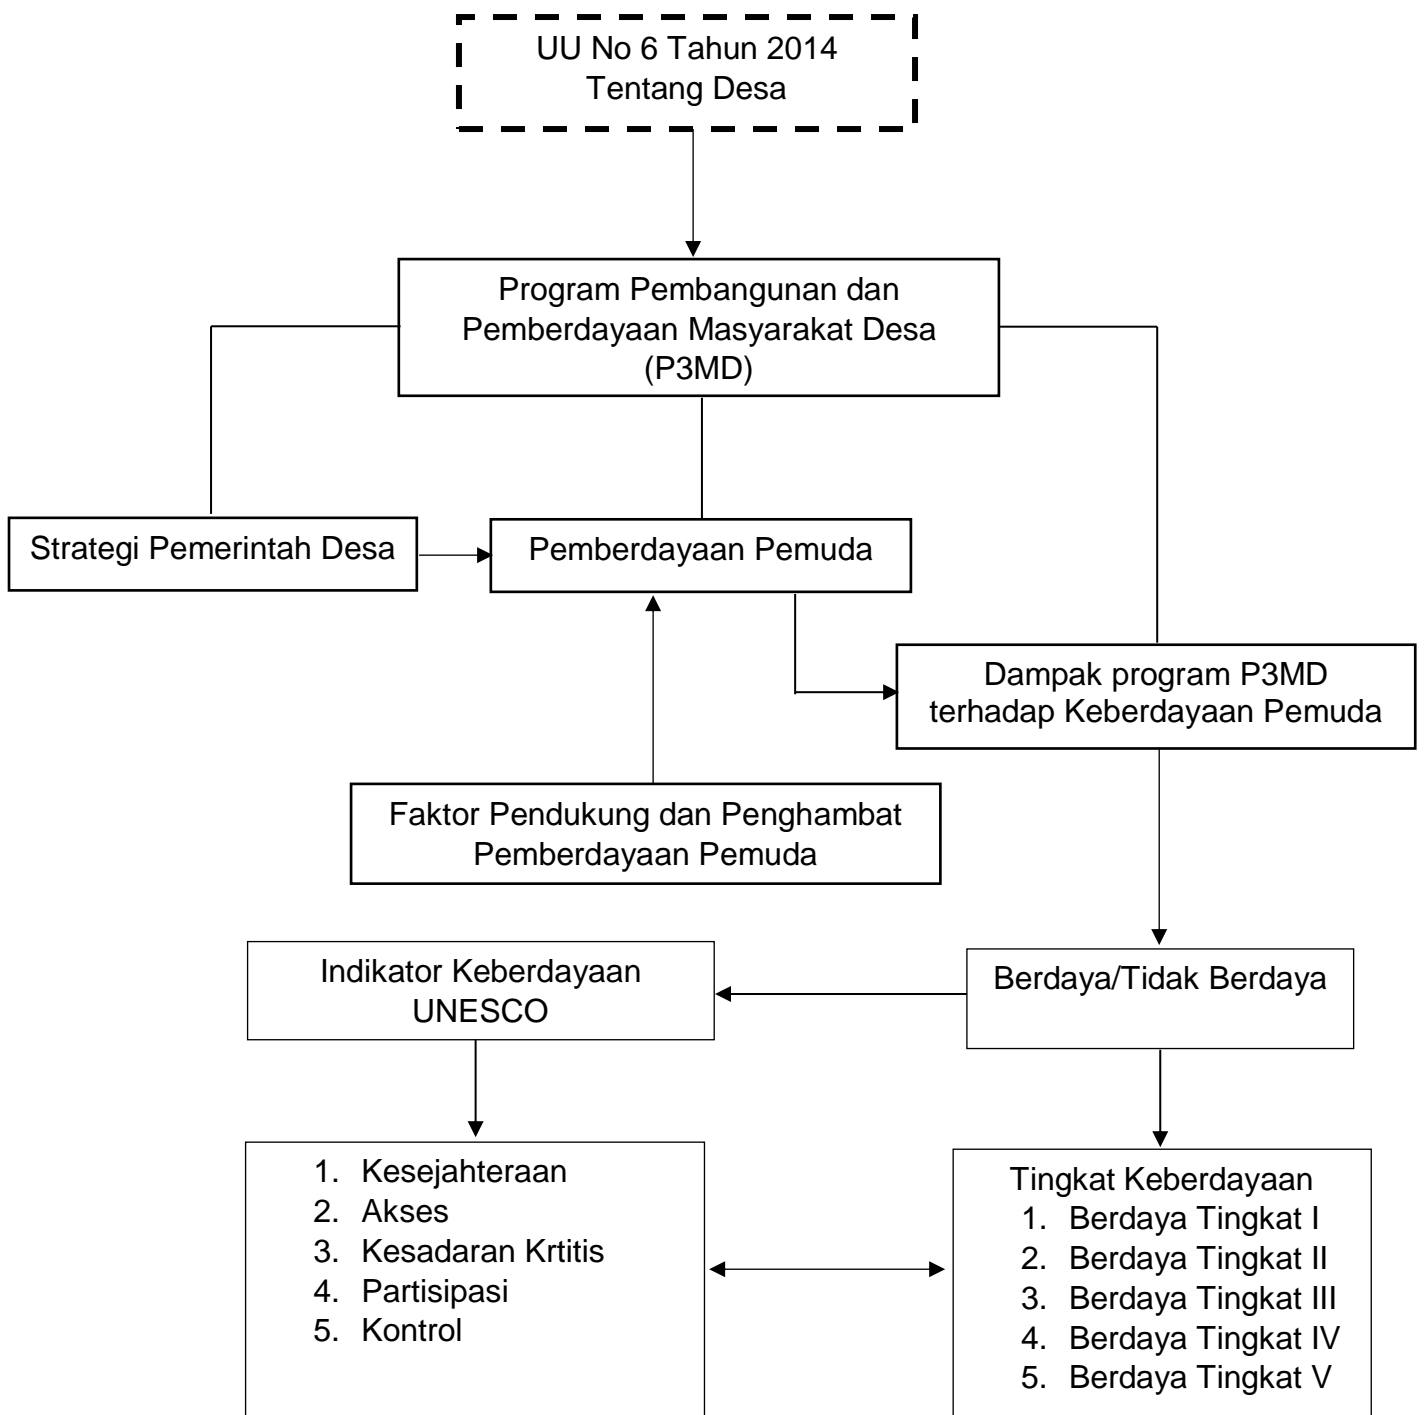 UU No 6 Tahun 2014
Tentang Desa
Program Pembangunan dan
Pemberdayaan Masyarakat Desa
(P3MD)
Strategi Pemerintah Desa
Pemberdayaan Pemuda
Dampak program P3MD
terhadap Keberdayaan Pemuda
Faktor Pendukung dan Penghambat
Pemberdayaan Pemuda
Indikator Keberdayaan
UNESCO
Berdaya/Tidak Berdaya
1. Kesejahteraan
2. Akses
3. Kesadaran Krtitis
4. Partisipasi
5. Kontrol
Tingkat Keberdayaan
1. Berdaya Tingkat I
2. Berdaya Tingkat II
3. Berdaya Tingkat III
4. Berdaya Tingkat IV
5. Berdaya Tingkat V